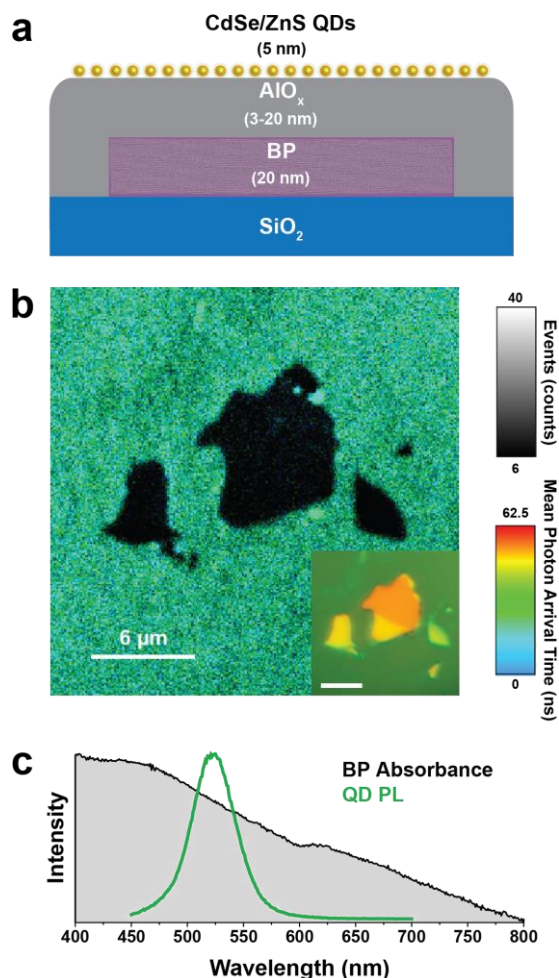 a
CdSe/ZnS QDs
(5 nm)
AlOₓ
(3-20 nm)
BP
(20 nm)
SiO₂
b
6 µm
40
Events (counts)
6
62.5
Mean Photon Arrival Time (ns)
0
c
BP Absorbance
QD PL
Intensity
400 450 500 550 600 650 700 750 800
Wavelength (nm)